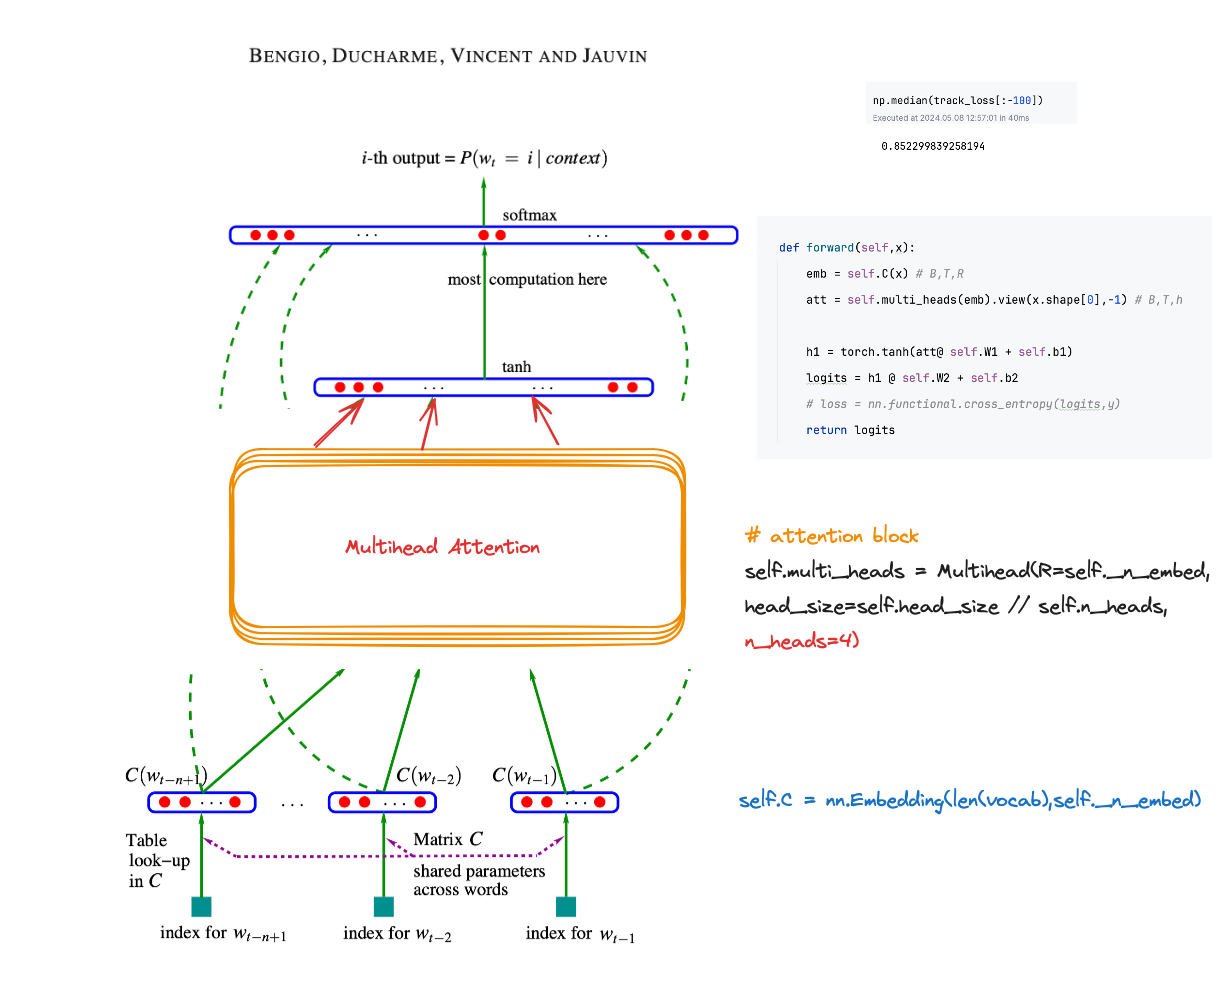 BENGIO, DUCHARME, VINCENT AND JAUVIN
np.median(track_loss[:-100])
Executed at 2024.05.08 12:57:01 in 40ms
0.852299839258194
i-th output = P(w_t = i | context)
softmax
. . .
. . .
most computation here
tanh
. . .
. . .
def forward(self,x):
emb = self.C(x) # B,T,R
att = self.multi_heads(emb).view(x.shape[0],-1) # B,T,h
h1 = torch.tanh(att@ self.W1 + self.b1)
logits = h1 @ self.W2 + self.b2
# loss = nn.functional.cross_entropy(logits,y)
return logits
Multihead Attention
# attention block
self.multi_heads = Multihead(R=self._n_embed,
head_size=self.head_size // self.n_heads,
n_heads=4)
C(w_{t−n+1})
C(w_{t−2})
C(w_{t−1})
. . .
. . .
. . .
. . .
self.C = nn.Embedding(len(vocab),self._n_embed)
Table
look−up
in C
Matrix C
shared parameters
across words
index for w_{t−n+1}
index for w_{t−2}
index for w_{t−1}